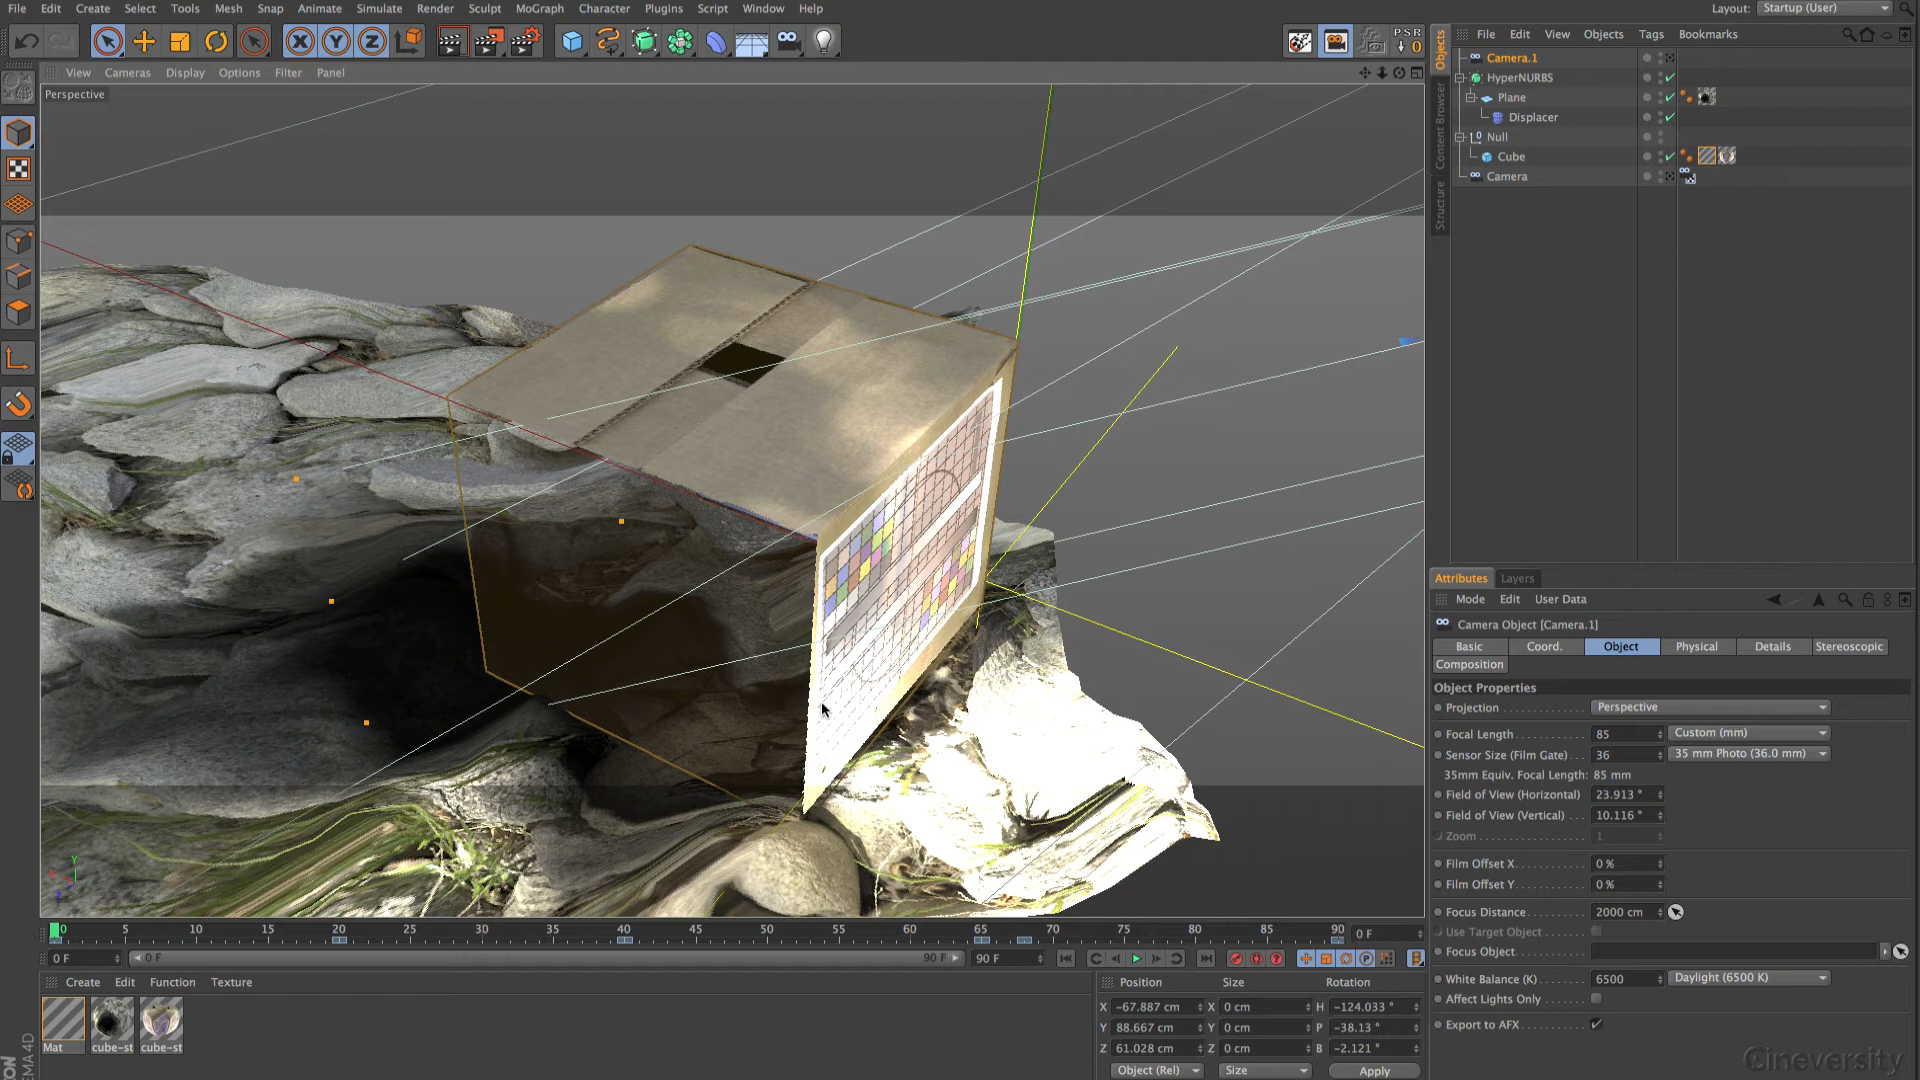 File Edit Create Select Tools Mesh Snap Animate Simulate Render Sculpt MoGraph Character Plugins Script Window Help
Layout: Startup (User)
X Y Z
PSR
0
View Cameras Display Options Filter Panel
Perspective
Objects
Content Browser
Structure
File Edit View Objects Tags Bookmarks
Camera.1
HyperNURBS
Plane
Displacer
Null
Cube
Camera
Attributes Layers
Mode Edit User Data
Camera Object [Camera.1]
Basic Coord. Object Physical Details Stereoscopic
Composition
Object Properties
Projection Perspective
Focal Length 85 Custom (mm)
Sensor Size (Film Gate) 36 35 mm Photo (36.0 mm)
35mm Equiv. Focal Length: 85 mm
Field of View (Horizontal) 23.913 °
Field of View (Vertical) 10.116 °
Zoom 1
Film Offset X 0 %
Film Offset Y 0 %
Focus Distance 2000 cm
Use Target Object
Focus Object
White Balance (K) 6500 Daylight (6500 K)
Affect Lights Only
Export to AFX
Y
0 5 10 15 20 25 30 35 40 45 50 55 60 65 70 75 80 85 90 0 F
0 F 0 F 90 F 90 F
Create Edit Function Texture
Mat cube-st cube-st
Position Size Rotation
X -67.887 cm X 0 cm H -124.033 °
Y 88.667 cm Y 0 cm P -38.13 °
Z 61.028 cm Z 0 cm B -2.121 °
Object (Rel) Size Apply
Cineversity